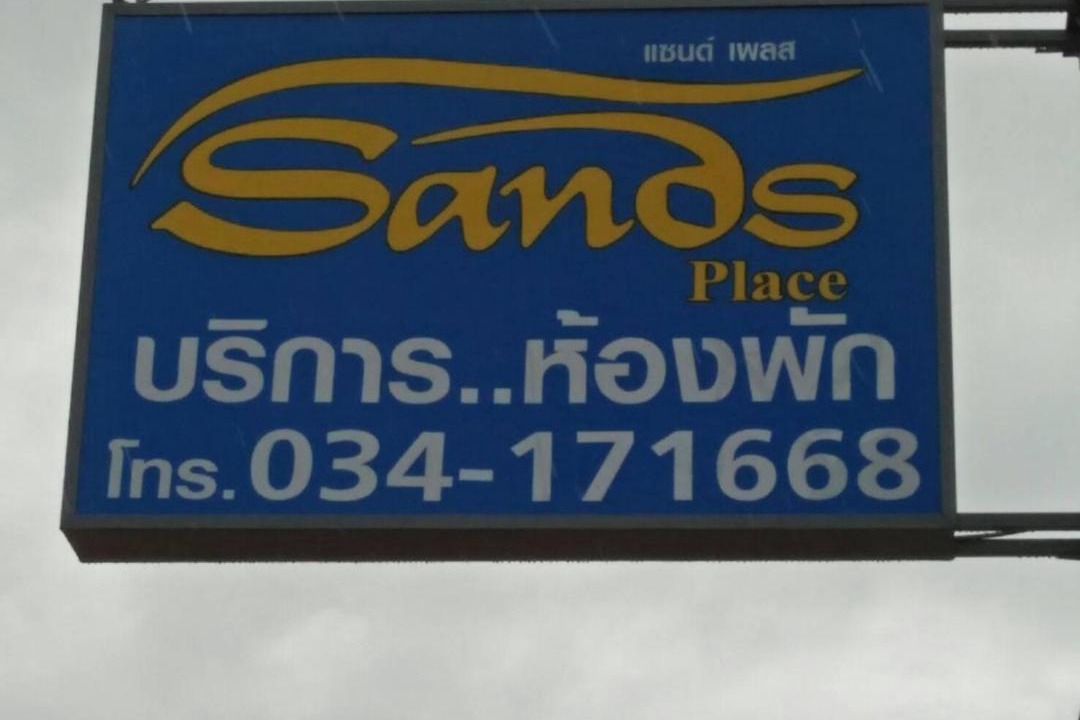 แซนด์ เพลส
Sands
Place
บริการ..ห้องพัก
โทร.034-171668